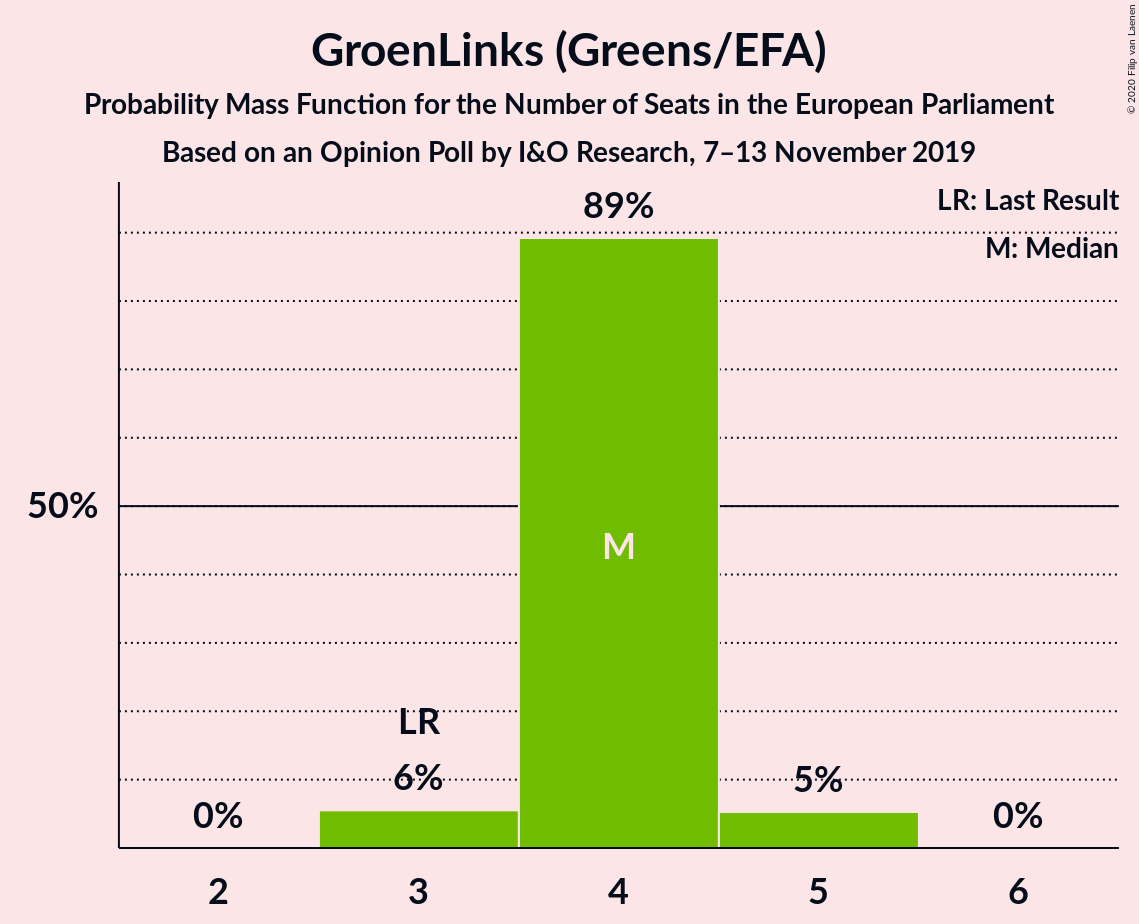 GroenLinks (Greens/EFA)
Probability Mass Function for the Number of Seats in the European Parliament
Based on an Opinion Poll by I&O Research, 7–13 November 2019
© 2020 Filip van Laenen
LR: Last Result
M: Median
89%
50%
M
LR
6%
5%
0%
0%
2
3
4
5
6